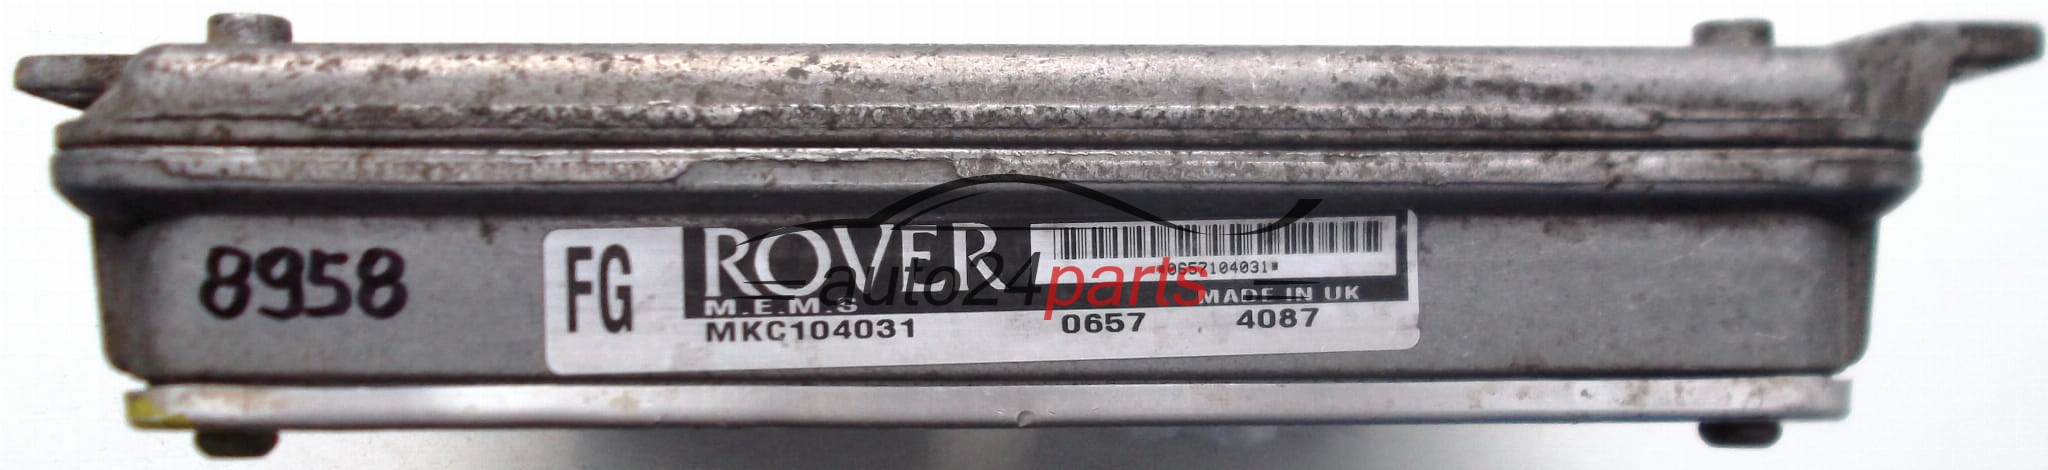 8958
FG
ROVER
*0657104031*
M.E.M.S
MADE IN UK
MKC104031 0657 4087
auto24parts